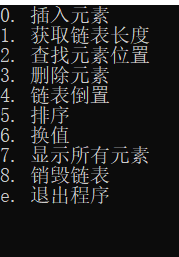 0. 插入元素
1. 获取链表长度
2. 查找元素位置
3. 删除元素
4. 链表倒置
5. 排序
6. 换值
7. 显示所有元素
8. 销毁链表
e. 退出程序